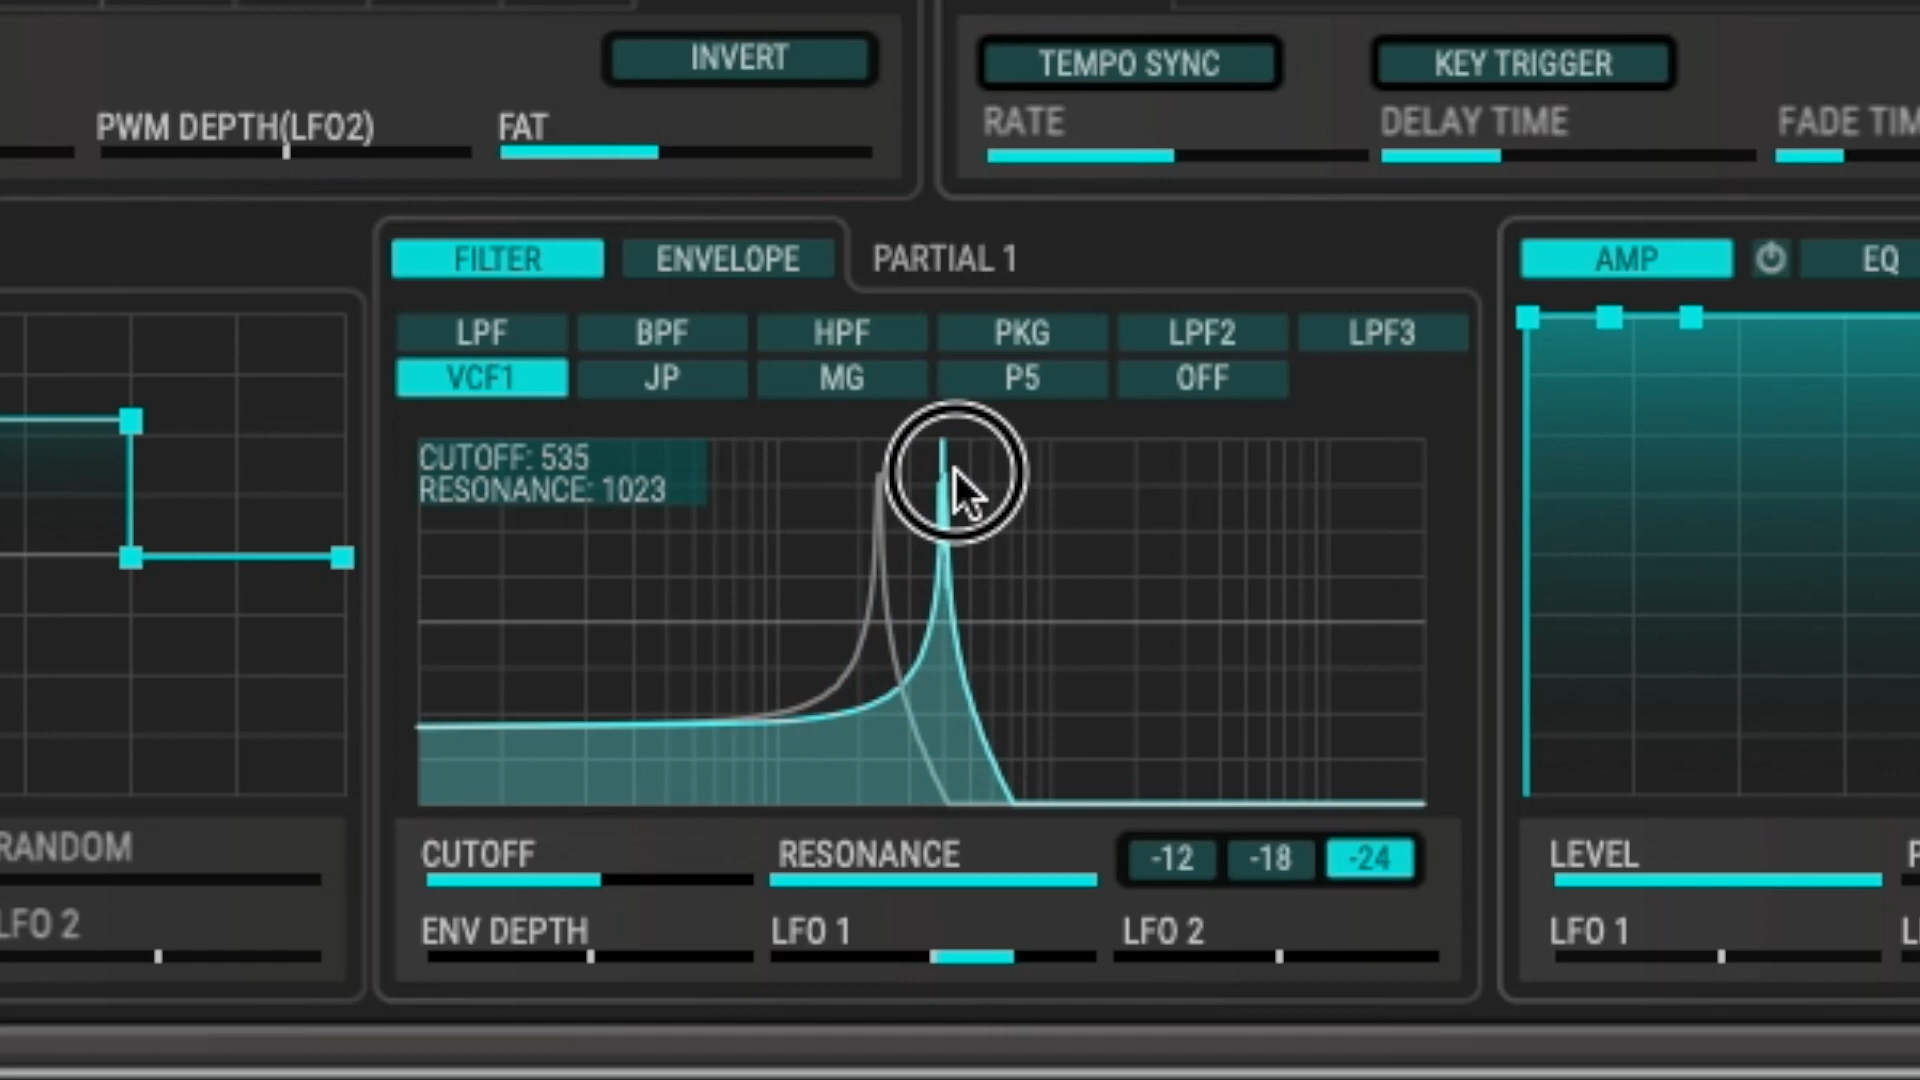 INVERT
TEMPO SYNC
KEY TRIGGER
PWM DEPTH(LFO2)
FAT
RATE
DELAY TIME
FADE TIM
FILTER
ENVELOPE
PARTIAL 1
AMP
EQ
LPF
BPF
HPF
PKG
LPF2
LPF3
VCF1
JP
MG
P5
OFF
CUTOFF: 535
RESONANCE: 1023
RANDOM
LFO 2
CUTOFF
RESONANCE
-12
-18
-24
ENV DEPTH
LFO 1
LFO 2
LEVEL
LFO 1